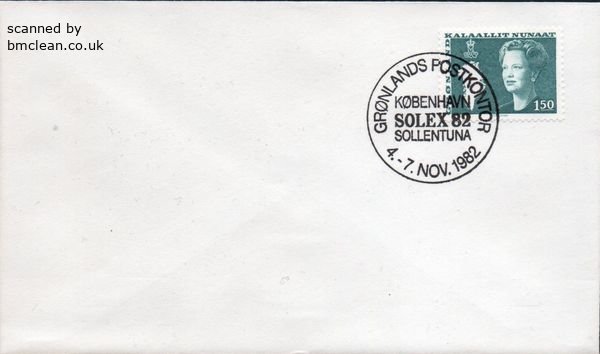 scanned by
bmclean.co.uk
KALAALLIT NUNAAT
150
GRØNLANDS POSTKONTOR
KØBENHAVN
SOLEX 82
SOLLENTUNA
4.-7. NOV. 1982